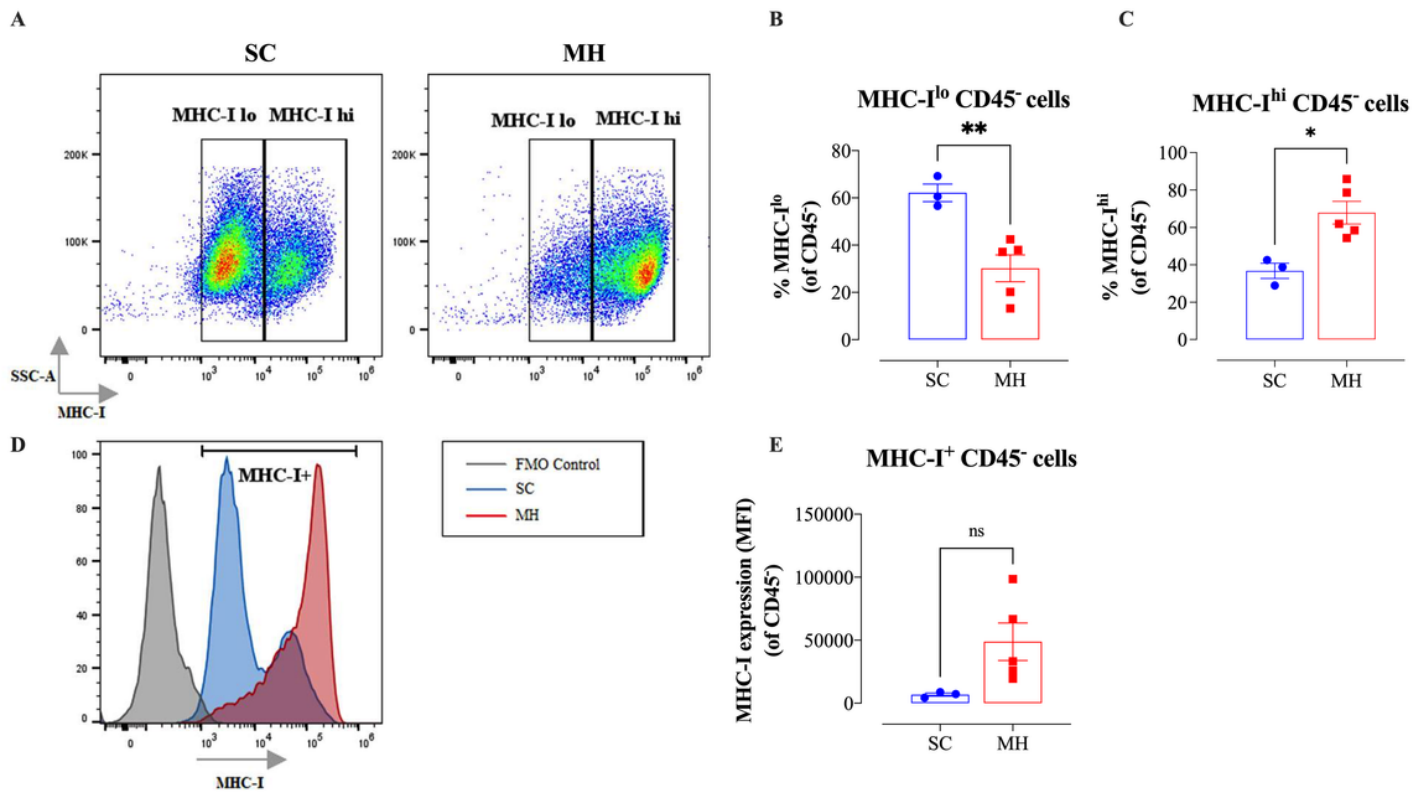 A
SC
MH
MHC-I lo MHC-I hi
MHC-I lo MHC-I hi
200K
100K
0
0 10³ 10⁴ 10⁵ 10⁶
SSC-A
MHC-I
200K
100K
0
0 10³ 10⁴ 10⁵ 10⁶
B
MHC-Iˡᵒ CD45⁻ cells
**
% MHC-Iˡᵒ
(of CD45⁻)
80
60
40
20
0
SC MH
C
MHC-Iʰⁱ CD45⁻ cells
*
% MHC-Iʰⁱ
(of CD45⁻)
100
80
60
40
20
0
SC MH
D
MHC-I+
100
80
60
40
20
0
0 10³ 10⁴ 10⁵ 10⁶
MHC-I
FMO Control
SC
MH
E
MHC-I⁺ CD45⁻ cells
ns
MHC-I expression (MFI)
(of CD45⁻)
150000
100000
50000
0
SC MH